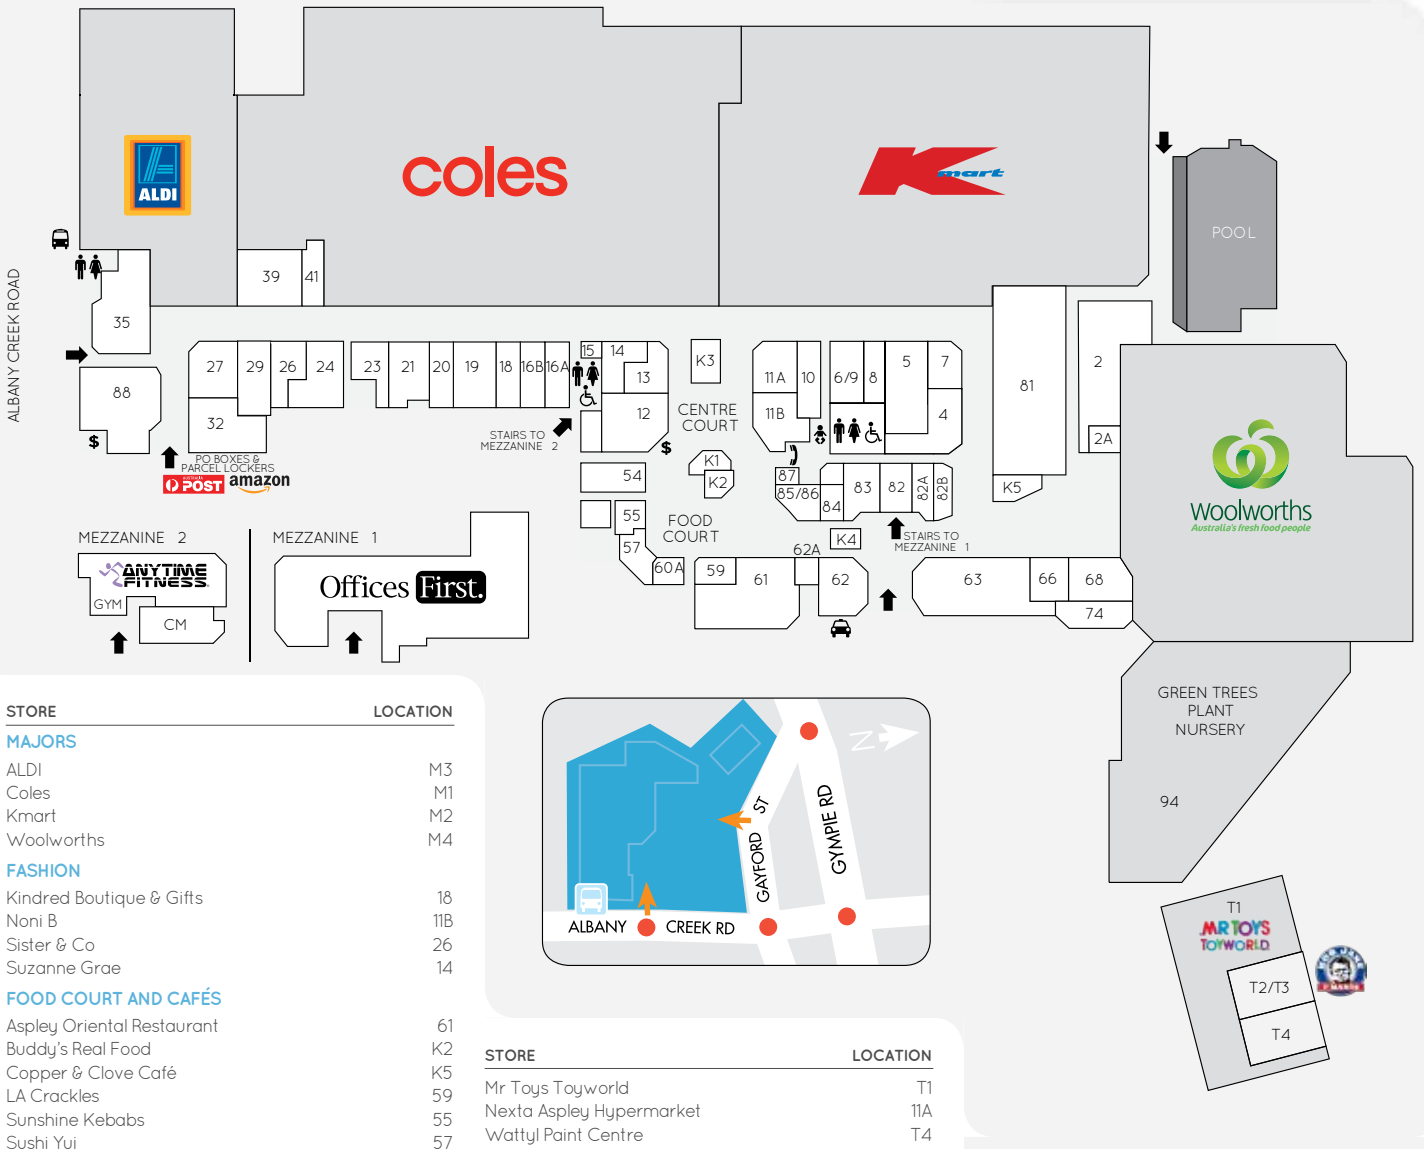 ALDI
coles
mart
POOL
ALBANY CREEK ROAD
39
41
35
88
$
27
29
26
24
32
23
21
20
19
18
16B
16A
15
14
13
12
$
K3
CENTRE
COURT
11A
10
11B
6/9
8
5
7
4
81
2
2A
K5
STAIRS TO
MEZZANINE 2
PO BOXES &
PARCEL LOCKERS
AUSTRALIA
POST
amazon
54
K1
K2
87
85/86
84
83
82
82A
82B
55
57
60A
FOOD
COURT
K4
STAIRS TO
MEZZANINE 1
59
61
62A
62
63
66
68
74
Woolworths
Australia's fresh food people
MEZZANINE 2
ANYTIME
FITNESS
GYM
CM
MEZZANINE 1
Offices First.
GREEN TREES
PLANT
NURSERY
94
T1
MR TOYS
TOYWORLD
T2/T3
T4
STORE LOCATION
MAJORS
ALDI M3
Coles M1
Kmart M2
Woolworths M4
FASHION
Kindred Boutique & Gifts 18
Noni B 11B
Sister & Co 26
Suzanne Grae 14
FOOD COURT AND CAFÉS
Aspley Oriental Restaurant 61
Buddy's Real Food K2
Copper & Clove Café K5
LA Crackles 59
Sunshine Kebabs 55
Sushi Yui 57
N
GAYFORD ST
GYMPIE RD
ALBANY CREEK RD
STORE LOCATION
Mr Toys Toyworld T1
Nexta Aspley Hypermarket 11A
Wattyl Paint Centre T4